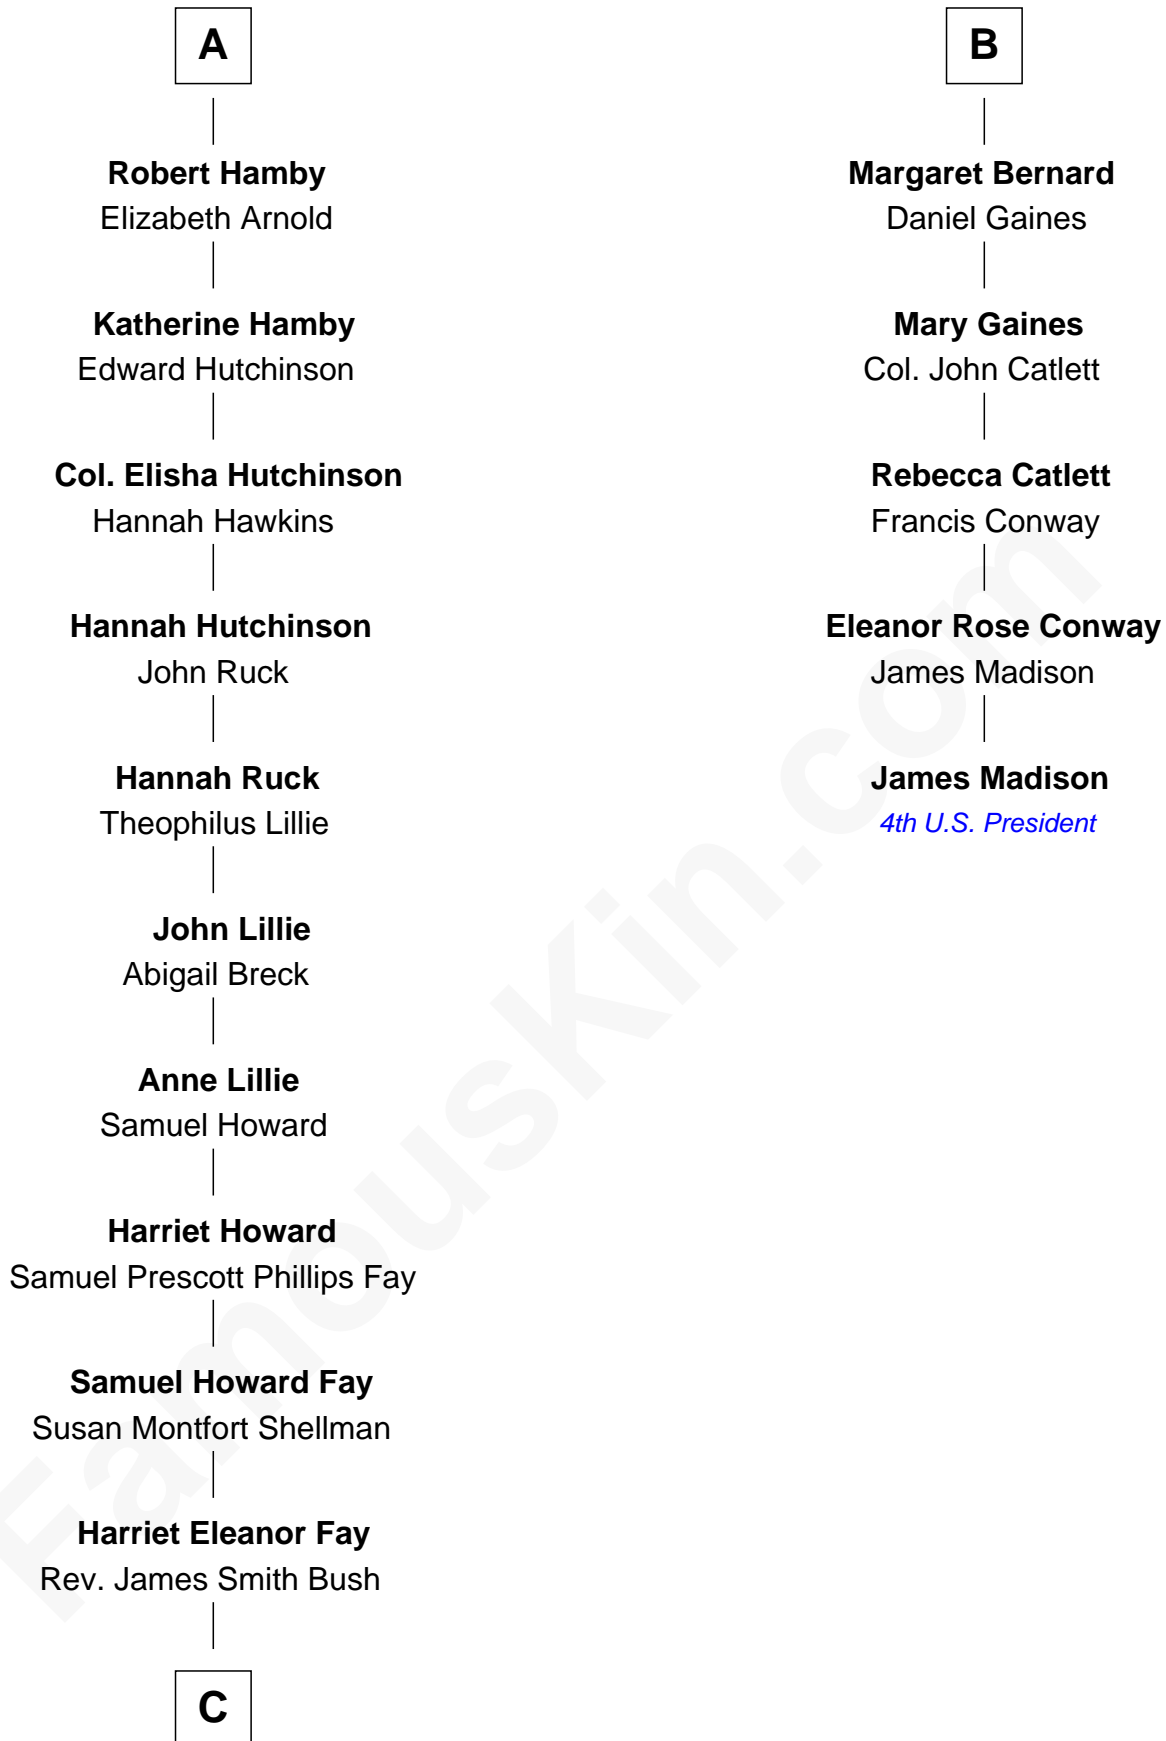 A
Robert Hamby
Elizabeth Arnold
Katherine Hamby
Edward Hutchinson
Col. Elisha Hutchinson
Hannah Hawkins
Hannah Hutchinson
John Ruck
Hannah Ruck
Theophilus Lillie
John Lillie
Abigail Breck
Anne Lillie
Samuel Howard
Harriet Howard
Samuel Prescott Phillips Fay
Samuel Howard Fay
Susan Montfort Shellman
Harriet Eleanor Fay
Rev. James Smith Bush
C
B
Margaret Bernard
Daniel Gaines
Mary Gaines
Col. John Catlett
Rebecca Catlett
Francis Conway
Eleanor Rose Conway
James Madison
James Madison
4th U.S. President
FamousKin.com